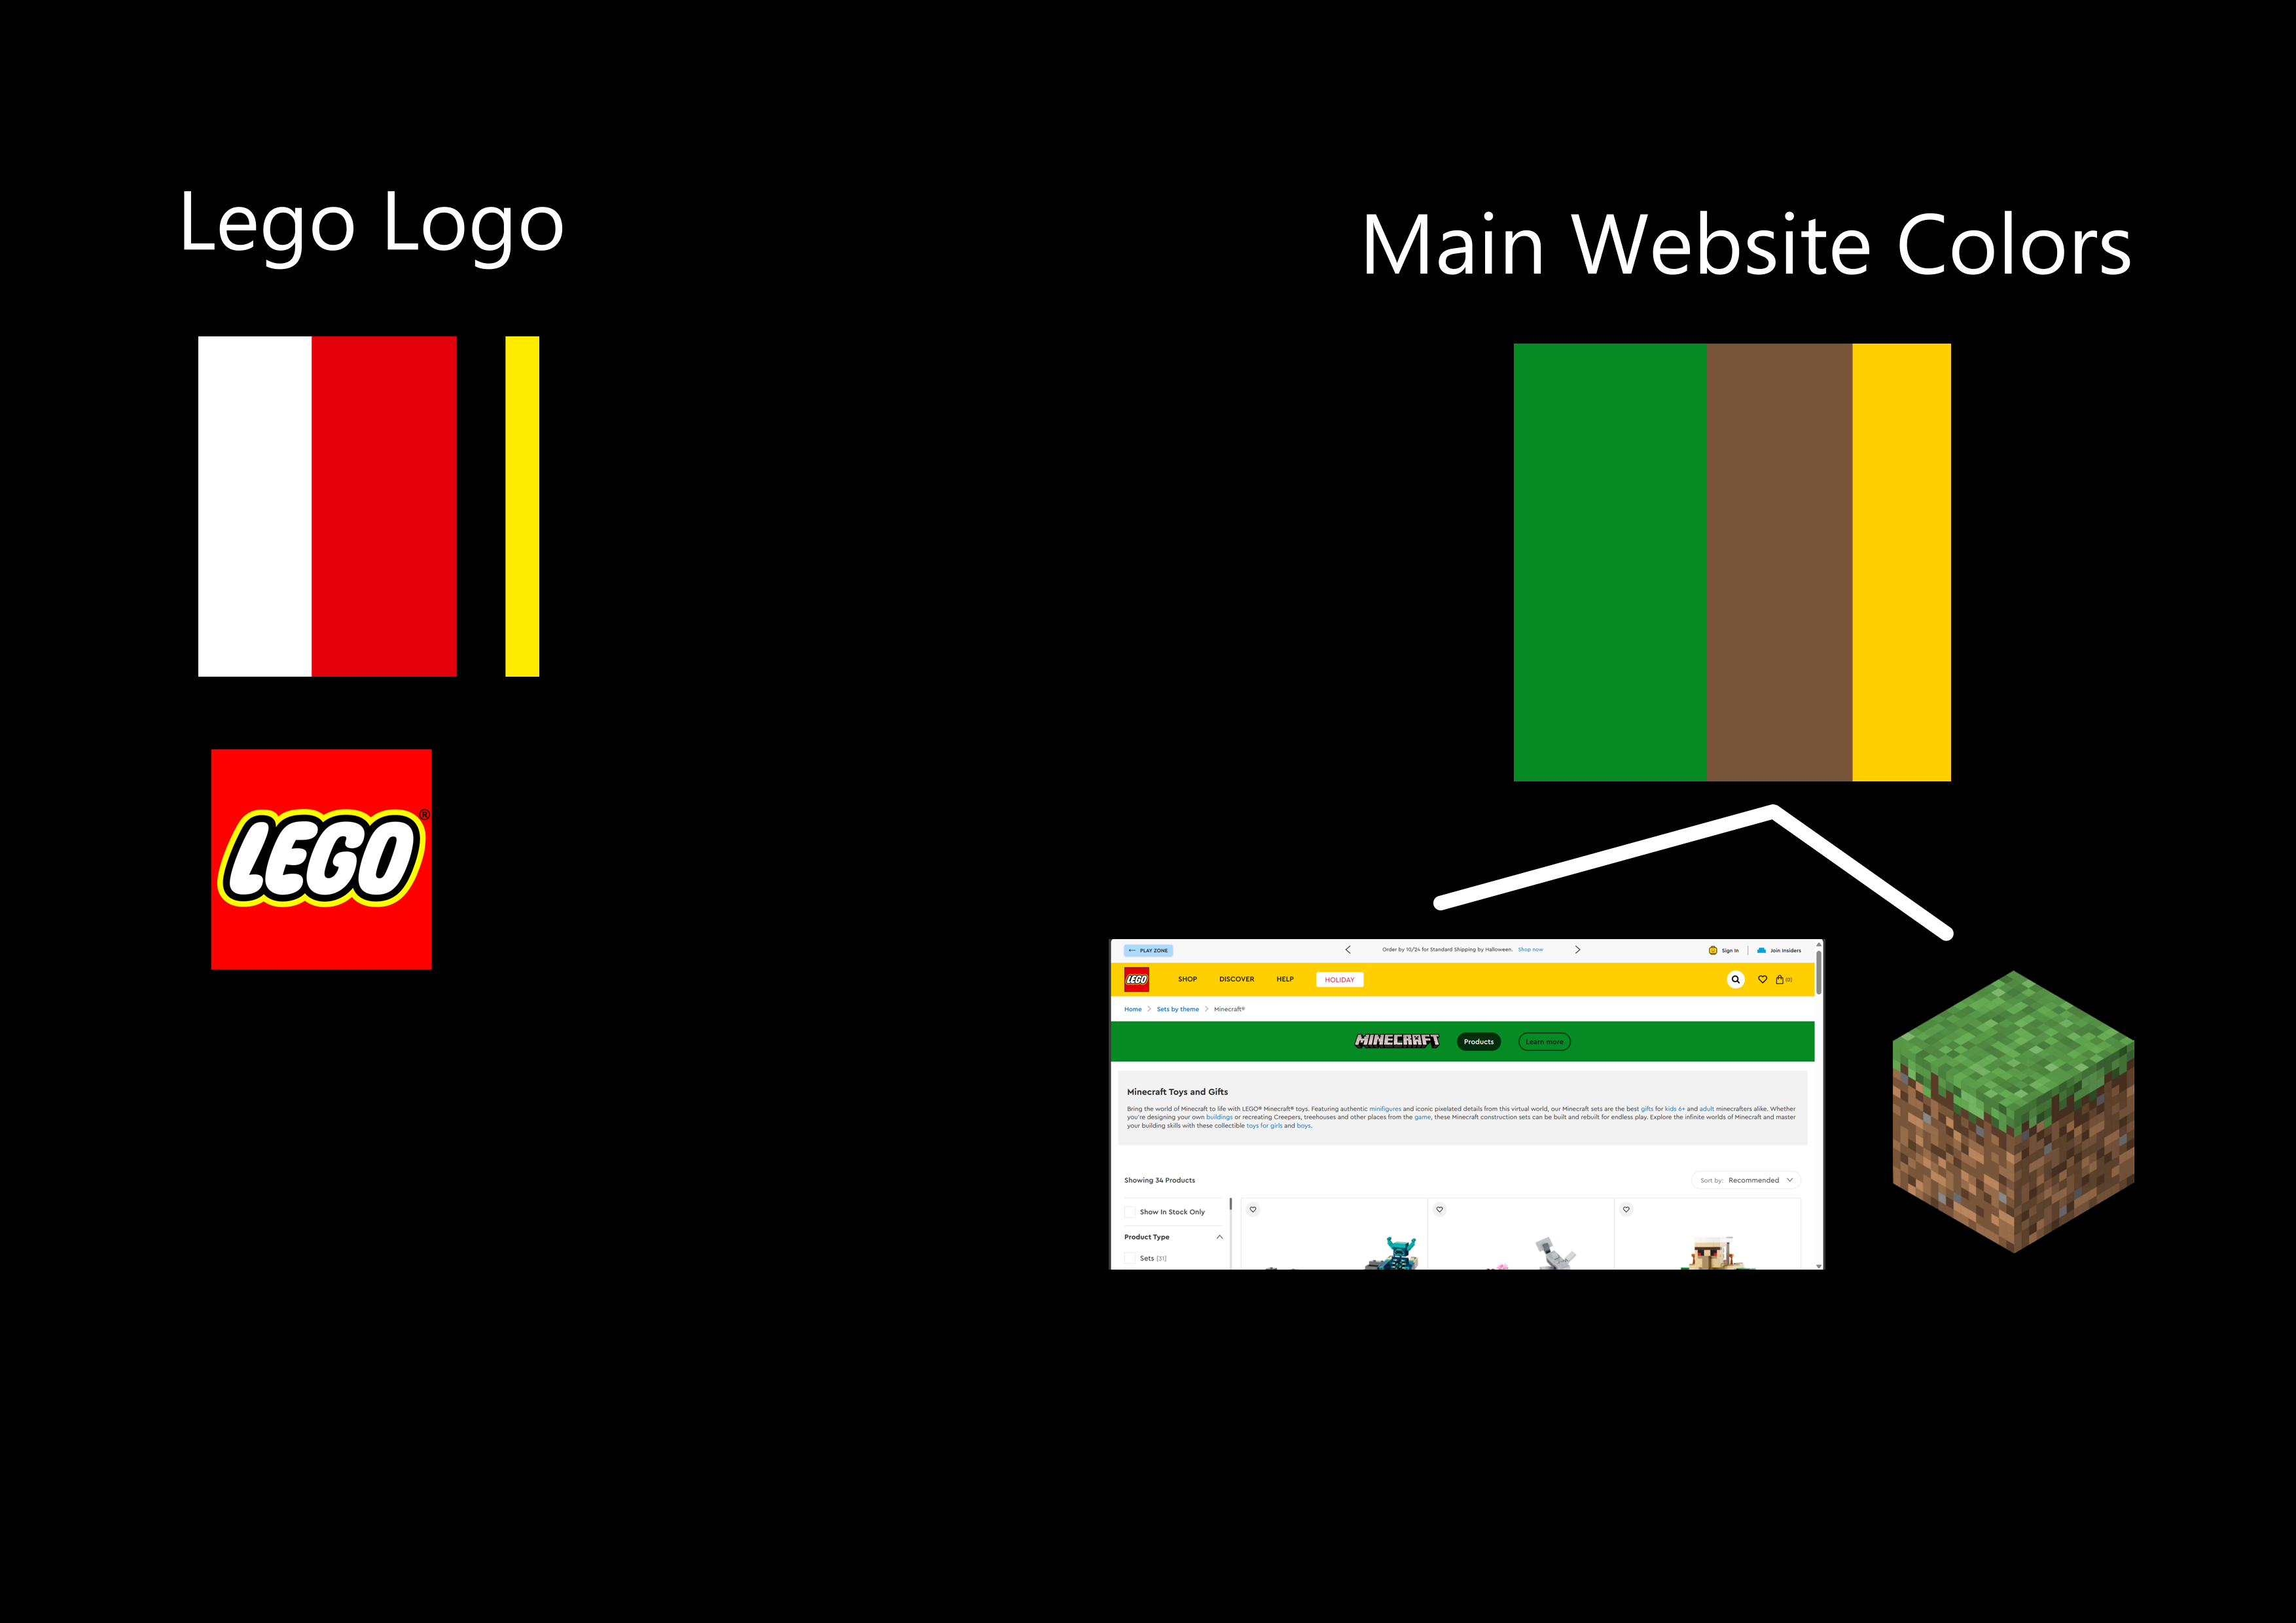 Lego Logo
Main Website Colors
LEGO®
PLAY ZONE
Order by 10/24 for Standard Shipping by Halloween. Shop now
Sign In
Join Insiders
LEGO
SHOP DISCOVER HELP HOLIDAY
(0)
Home > Sets by theme > Minecraft®
MINECRAFT Products Learn more
Minecraft Toys and Gifts
Bring the world of Minecraft to life with LEGO® Minecraft® toys. Featuring authentic minifigures and iconic pixelated details from this virtual world, our Minecraft sets are the best gifts for kids 6+ and adult minecrafters alike. Whether
you're designing your own buildings or recreating Creepers, treehouses and other places from the game, these Minecraft construction sets can be built and rebuilt for endless play. Explore the infinite worlds of Minecraft and master
your building skills with these collectible toys for girls and boys.
Showing 34 Products
Sort by: Recommended
Show In Stock Only
Product Type
Sets [31]